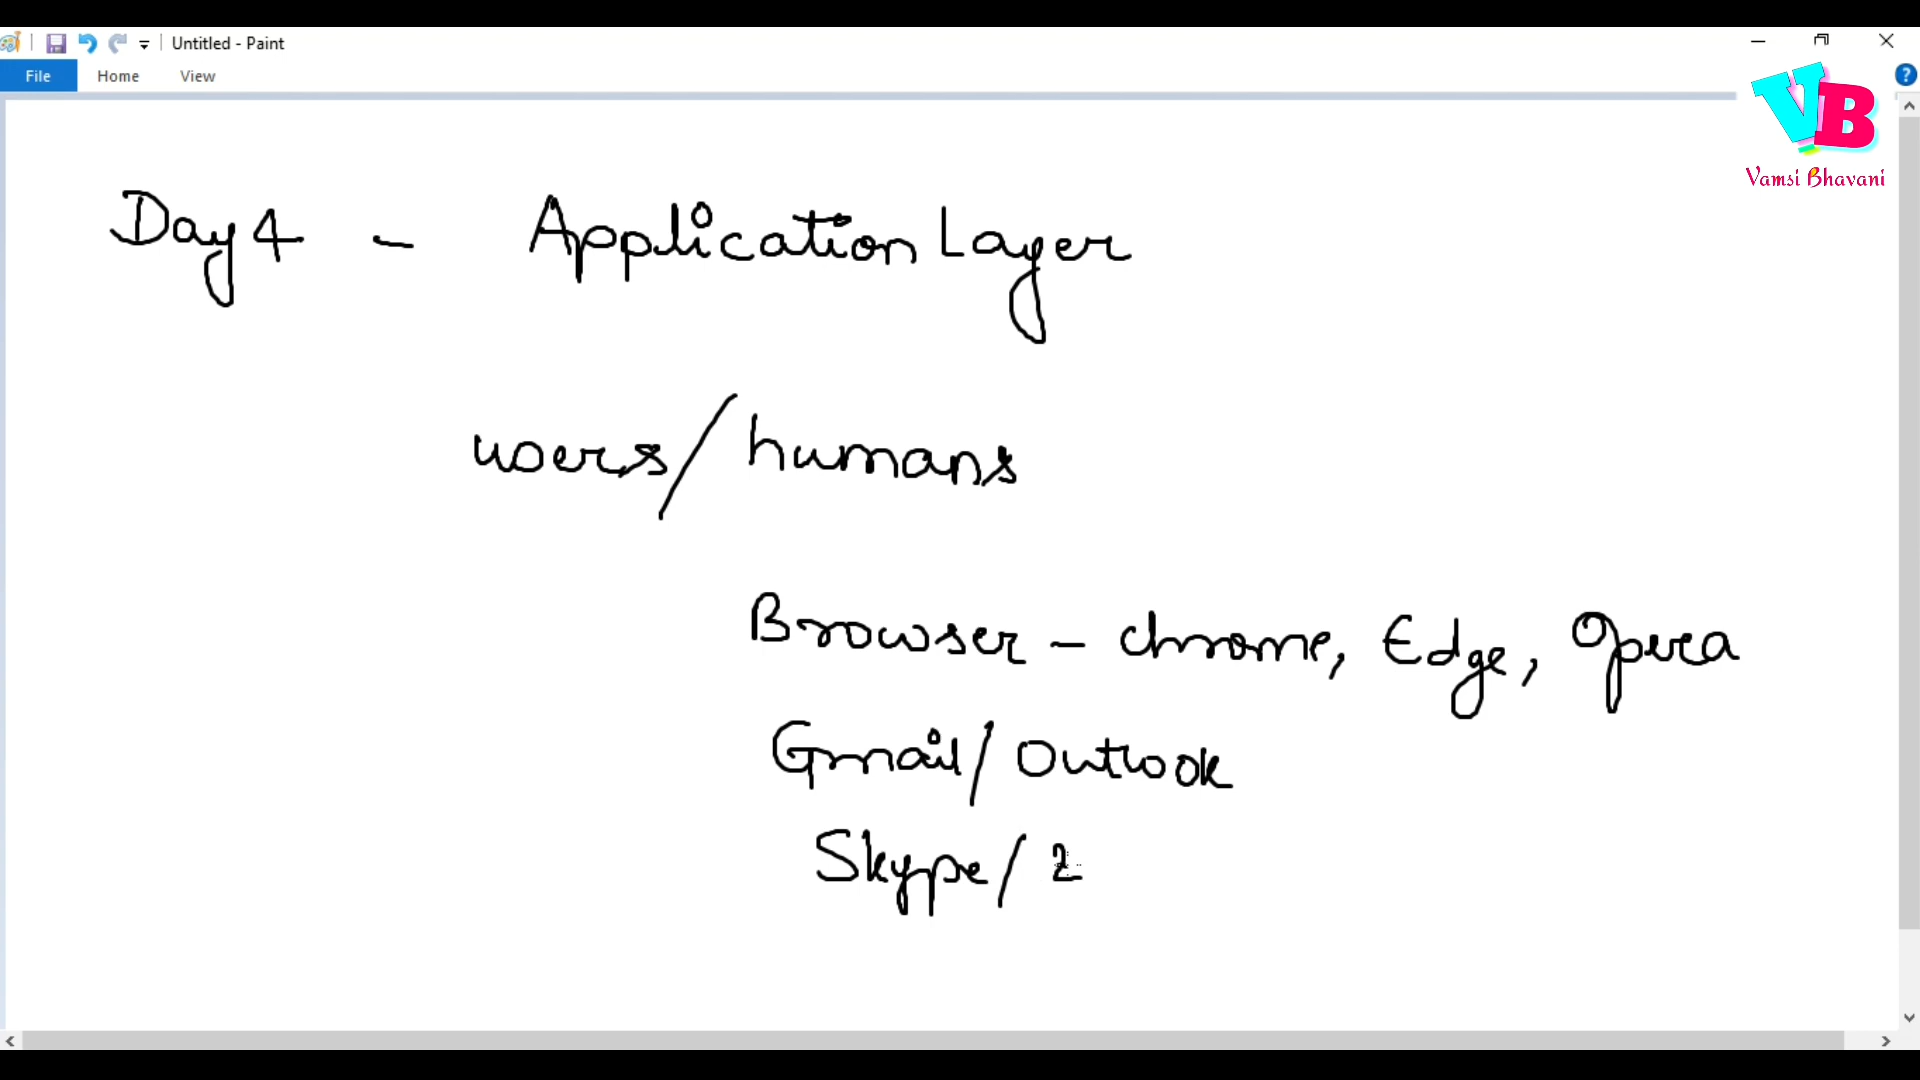 Untitled - Paint
File Home View
VB
Vamsi Bhavani
Day 4 - Application Layer
users/humans
Browser - chrome, Edge, Opera
Gmail/Outlook
Skype/